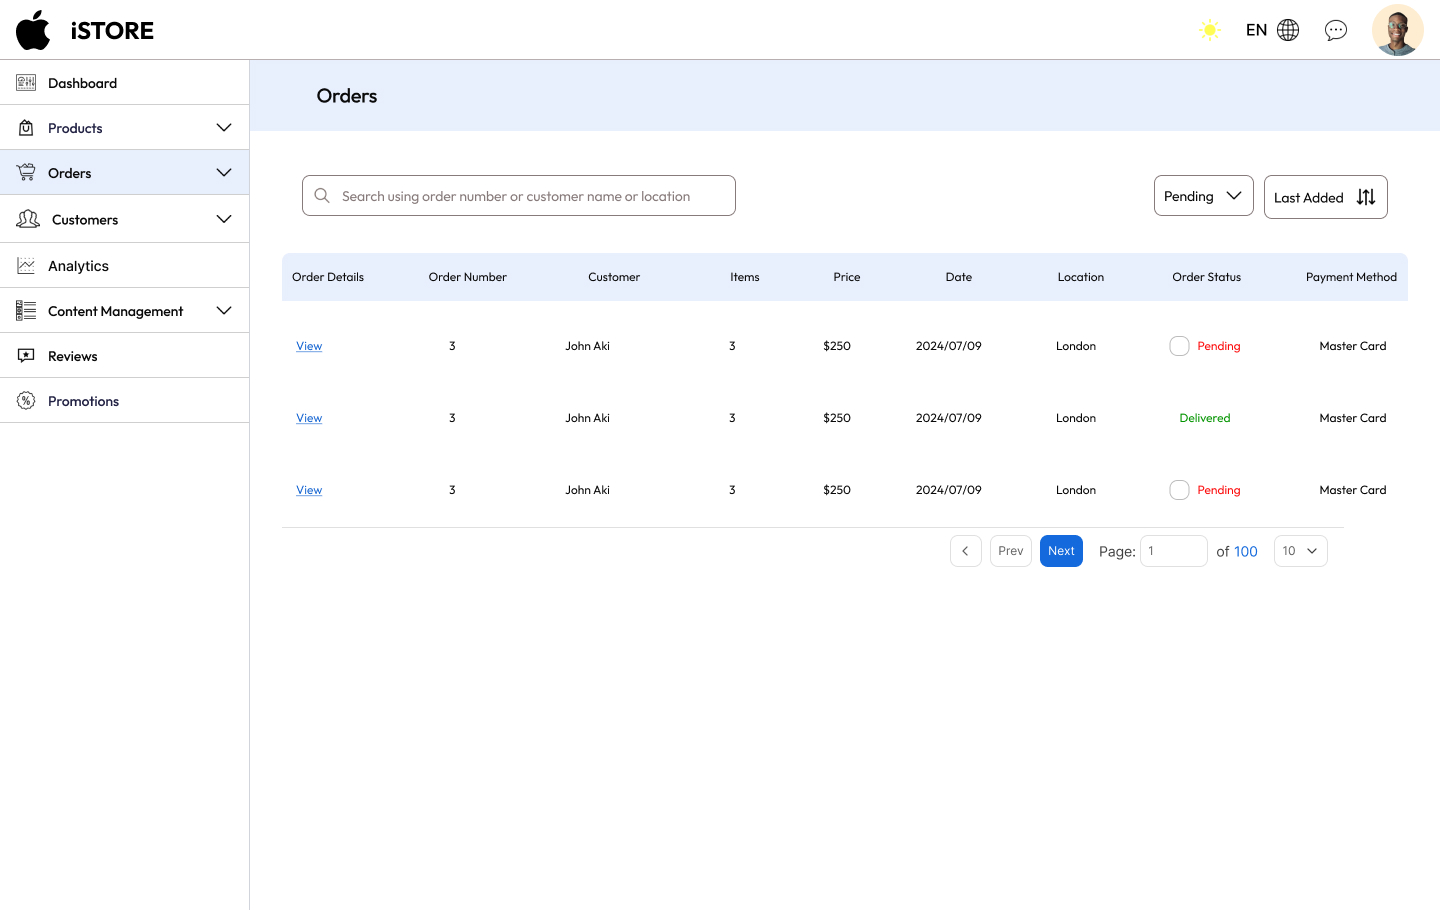 iSTORE
EN
Dashboard
Products
Orders
Customers
Analytics
Content Management
Reviews
Promotions
Orders
Search using order number or customer name or location
Pending
Last Added
Order Details Order Number Customer Items Price Date Location Order Status Payment Method
View 3 John Aki 3 $250 2024/07/09 London Pending Master Card
View 3 John Aki 3 $250 2024/07/09 London Delivered Master Card
View 3 John Aki 3 $250 2024/07/09 London Pending Master Card
Prev Next Page: 1 of 100 10